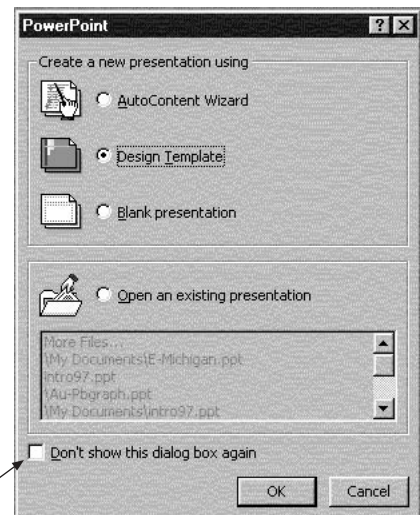 PowerPoint
Create a new presentation using
AutoContent Wizard
Design Template
Blank presentation
Open an existing presentation
More Files...
\My Documents\E-Michigan.ppt
intro97.ppt
\Au-Pbgraph.ppt
\My Documents\intro97.ppt
Don't show this dialog box again
OK Cancel